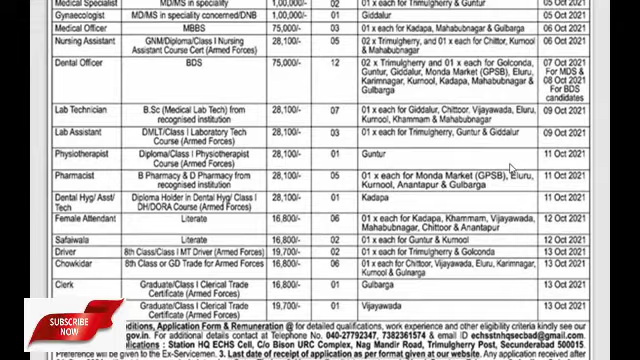 Medical Specialist MD/MS in speciality 1,00,000/- 02 01 x each for Trimulgherry & Guntur 05 Oct 2021
Gynaecologist MD/MS in speciality concerned/DNB 1,00,000/- 01 Giddalur 05 Oct 2021
Medical Officer MBBS 75,000/- 03 01 x each for Kadapa, Mahabubnagar & Gulbarga 06 Oct 2021
Nursing Assistant GNM/Diploma/Class I Nursing Assistant Course Cert (Armed Forces) 28,100/- 05 02 x Trimulgherry, and 01 x each for Chittor, Kurnool & Mahabubnagar 06 Oct 2021
Dental Officer BDS 75,000/- 12 02 x Trimulgherry and 01 x each for Golconda, Guntur, Giddalur, Monda Market (GPSB), Eluru, Karimnagar, Kurnool, Kadapa, Mahabubnagar & Gulbarga 07 Oct 2021 For MDS & 08 Oct 2021 For BDS candidates
Lab Technician B.Sc (Medical Lab Tech) from recognised institution 28,100/- 07 01 x each for Giddalur, Chittoor, Vijayawada, Eluru, Kurnool, Khammam & Mahabubnagar 09 Oct 2021
Lab Assistant DMLT/Class I Laboratory Tech Course (Armed Forces) 28,100/- 03 01 x each for Trimulgherry, Guntur & Giddalur 09 Oct 2021
Physiotherapist Diploma/Class I Physiotherapist Course (Armed Forces) 28,100/- 01 Guntur 11 Oct 2021
Pharmacist B Pharmacy & D Pharmacy from recognised institution 28,100/- 05 01 x each for Monda Market (GPSB), Eluru, Kurnool, Anantapur & Gulbarga 11 Oct 2021
Dental Hyg/ Asst/ Tech Diploma Holder in Dental Hyg/ Class I DH/DORA Course (Armed Forces) 28,100/- 01 Kadapa 11 Oct 2021
Female Attendant Literate 16,800/- 06 01 x each for Kadapa, Khammam, Vijayawada, Mahabubnagar, Chittoor & Anantapur 12 Oct 2021
Safaiwala Literate 16,800/- 02 01 x each for Guntur & Kurnool 12 Oct 2021
Driver 8th Class/Class I MT Driver (Armed Forces) 19,700/- 02 01 x each for Trimulgherry & Golconda 13 Oct 2021
Chowkidar 8th Class or GD Trade for Armed Forces 16,800/- 06 01 x each for Chittoor, Vijayawada, Eluru, Karimnagar, Kurnool & Gulnarga 13 Oct 2021
Clerk Graduate/Class I Clerical Trade Certificate (Armed Forces) 16,800/- 01 Gulbarga 13 Oct 2021
Graduate/Class I Clerical Trade Certificate (Armed Forces) 19,700/- 01 Vijayawada 13 Oct 2021
SUBSCRIBE
NOW
nditions, Application Form & Remuneration @ for detailed qualifications, work experience and other eligibility criteria kindly see our
gov.in. For additional details contact at Telephone No. 040-27792347, 7382361574 & email ID echsstnhqsecbad@gmail.com
plications : Station HQ ECHS Cell, C/o Bison URC Complex, Nag Mandir Road, Trimulgherry Post, Secunderabad 500015.
Preference will be given to the Ex-Servicemen. 3. Last date of receipt of application as per format given at our website. Any application received after